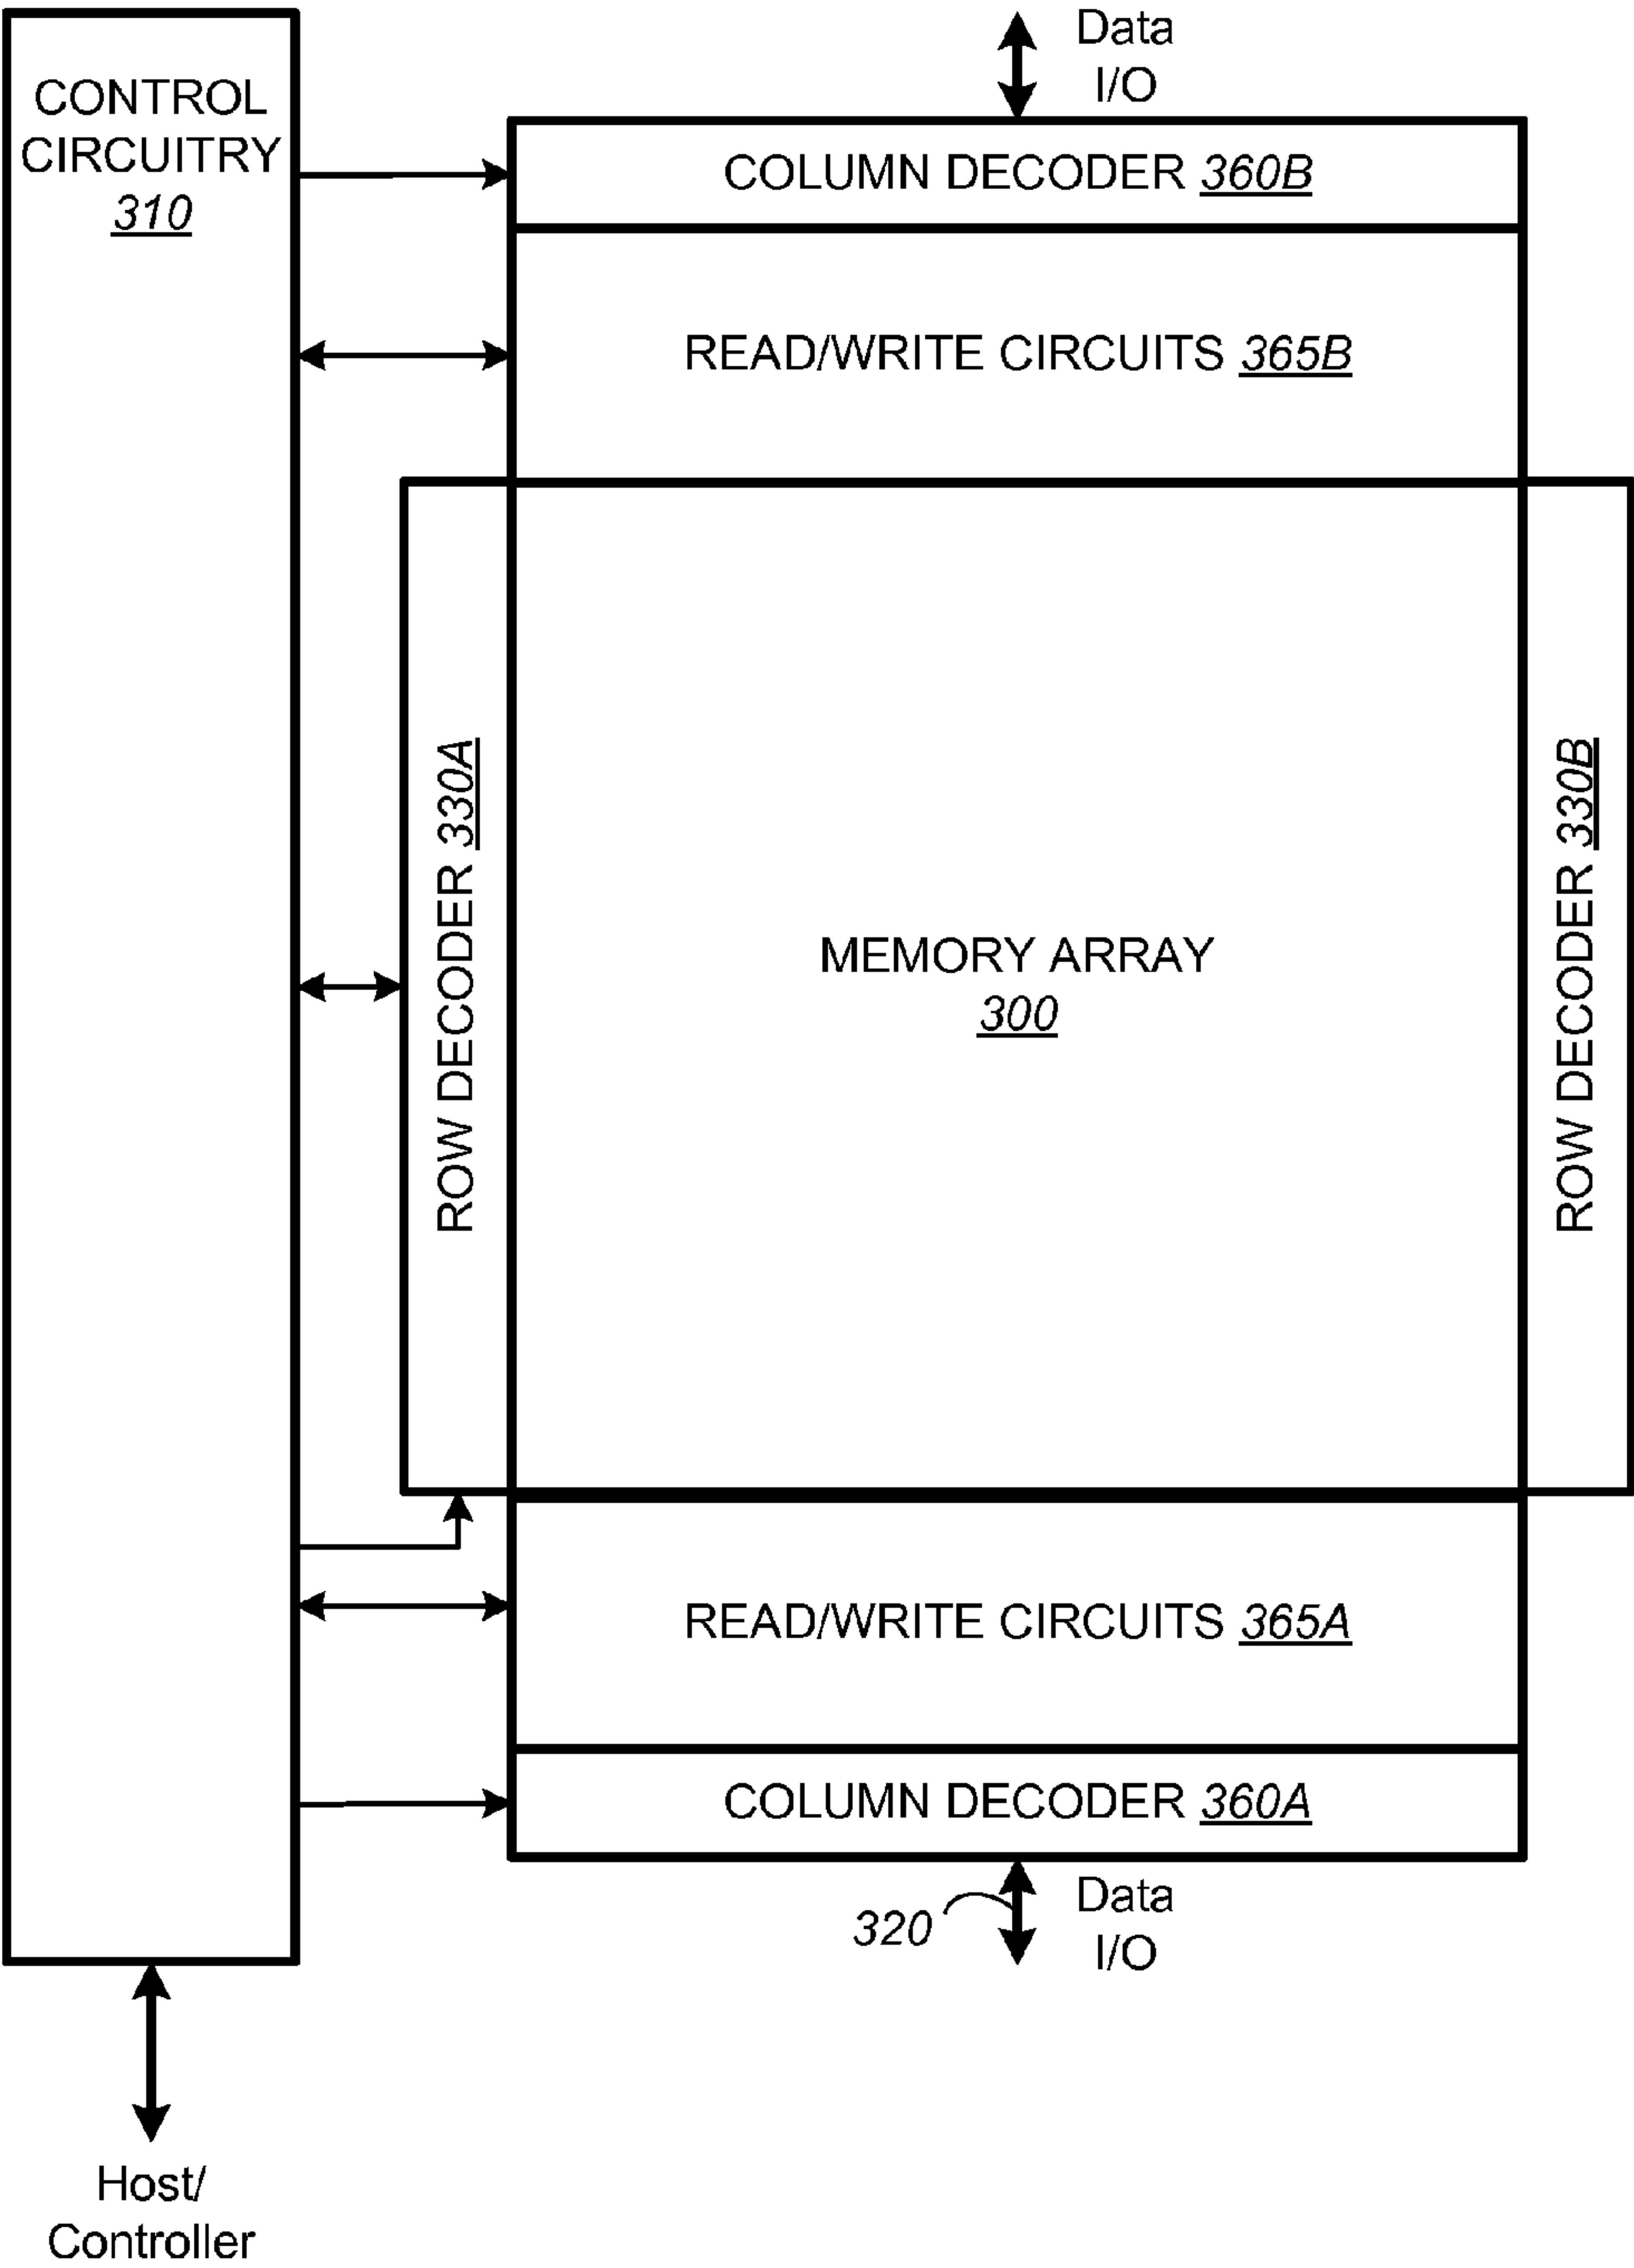 CONTROL
CIRCUITRY
310
Data
I/O
COLUMN DECODER 360B
READ/WRITE CIRCUITS 365B
ROW DECODER 330A
MEMORY ARRAY
300
ROW DECODER 330B
READ/WRITE CIRCUITS 365A
COLUMN DECODER 360A
320
Data
I/O
Host/
Controller